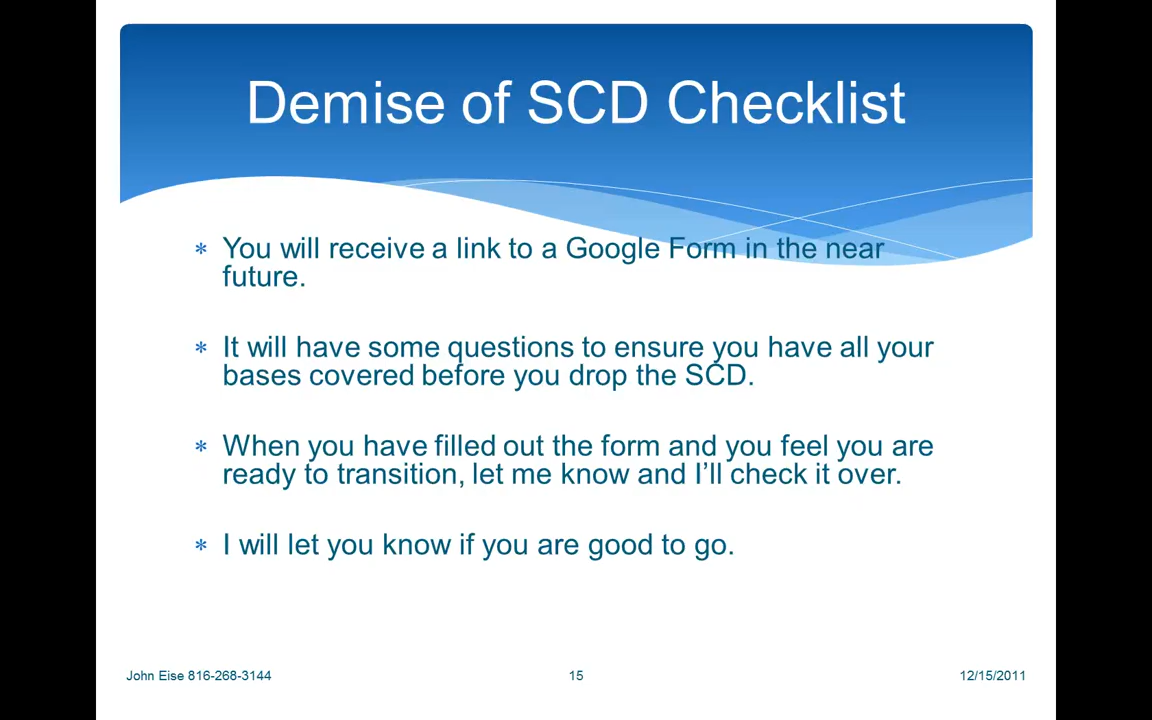 Demise of SCD Checklist
* You will receive a link to a Google Form in the near
future.
* It will have some questions to ensure you have all your
bases covered before you drop the SCD.
* When you have filled out the form and you feel you are
ready to transition, let me know and I’ll check it over.
* I will let you know if you are good to go.
John Eise 816-268-3144
15
12/15/2011